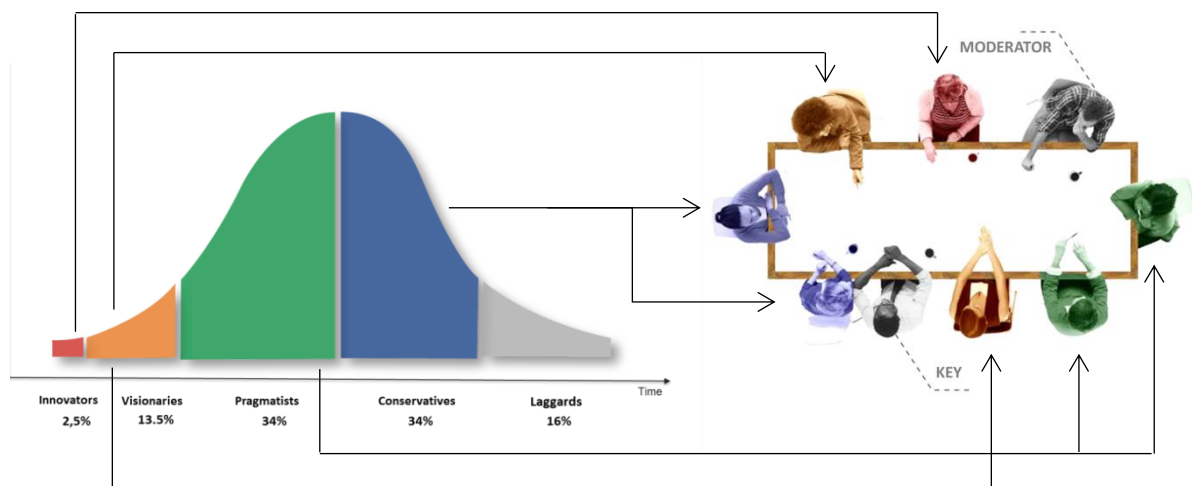 MODERATOR
KEY
Time
Innovators
2,5%
Visionaries
13.5%
Pragmatists
34%
Conservatives
34%
Laggards
16%